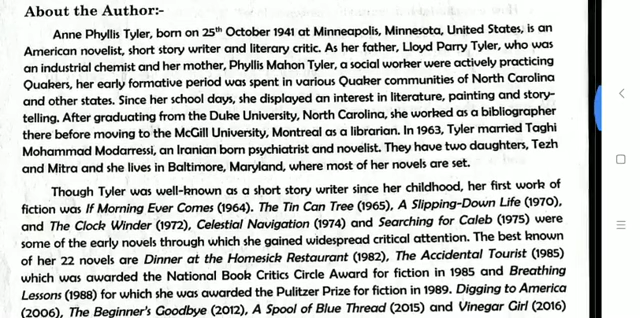 About the Author:-
Anne Phyllis Tyler, born on 25th October 1941 at Minneapolis, Minnesota, United States, is an
American novelist, short story writer and literary critic. As her father, Lloyd Parry Tyler, who was
an industrial chemist and her mother, Phyllis Mahon Tyler, a social worker were actively practicing
Quakers, her early formative period was spent in various Quaker communities of North Carolina
and other states. Since her school days, she displayed an interest in literature, painting and story-
telling. After graduating from the Duke University, North Carolina, she worked as a bibliographer
there before moving to the McGill University, Montreal as a librarian. In 1963, Tyler married Taghi
Mohammad Modarressi, an Iranian born psychiatrist and novelist. They have two daughters, Tezh
and Mitra and she lives in Baltimore, Maryland, where most of her novels are set.
Though Tyler was well-known as a short story writer since her childhood, her first work of
fiction was If Morning Ever Comes (1964). The Tin Can Tree (1965), A Slipping-Down Life (1970),
and The Clock Winder (1972), Celestial Navigation (1974) and Searching for Caleb (1975) were
some of the early novels through which she gained widespread critical attention. The best known
of her 22 novels are Dinner at the Homesick Restaurant (1982), The Accidental Tourist (1985)
which was awarded the National Book Critics Circle Award for fiction in 1985 and Breathing
Lessons (1988) for which she was awarded the Pulitzer Prize for fiction in 1989. Digging to America
(2006), The Beginner's Goodbye (2012), A Spool of Blue Thread (2015) and Vinegar Girl (2016)